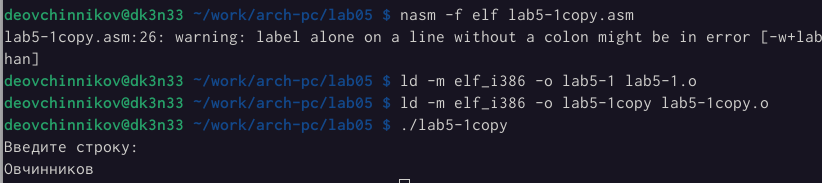 deovchinnikov@dk3n33 ~/work/arch-pc/lab05 $ nasm -f elf lab5-1copy.asm
lab5-1copy.asm:26: warning: label alone on a line without a colon might be in error [-w+lab
han]
deovchinnikov@dk3n33 ~/work/arch-pc/lab05 $ ld -m elf_i386 -o lab5-1 lab5-1.o
deovchinnikov@dk3n33 ~/work/arch-pc/lab05 $ ld -m elf_i386 -o lab5-1copy lab5-1copy.o
deovchinnikov@dk3n33 ~/work/arch-pc/lab05 $ ./lab5-1copy
Введите строку:
Овчинников